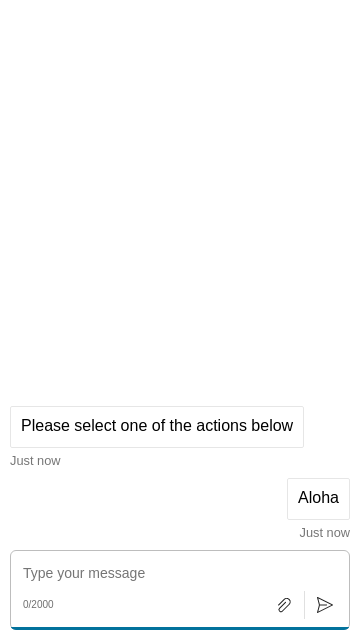 Please select one of the actions below
Just now
Aloha
Just now
Type your message
0/2000